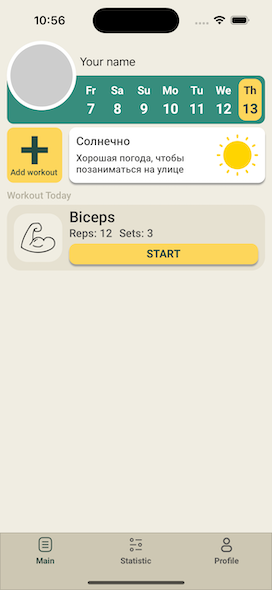 10:56
Your name
Fr Sa Su Mo Tu We Th
7 8 9 10 11 12 13
Add workout
Солнечно
Хорошая погода, чтобы
позаниматься на улице
Workout Today
Biceps
Reps: 12 Sets: 3
START
Main Statistic Profile